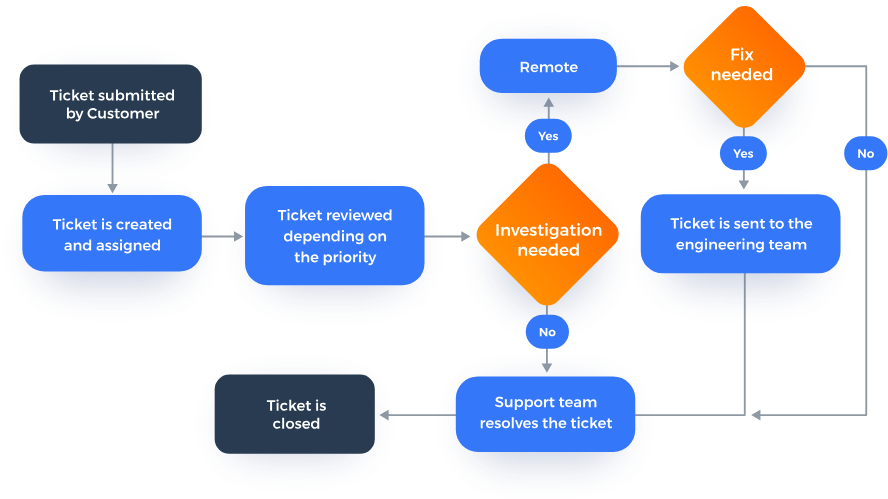 Ticket submitted
by Customer
Ticket is created
and assigned
Ticket reviewed
depending on
the priority
Investigation
needed
Yes
Remote
Fix
needed
Yes
No
Ticket is sent to the
engineering team
No
Support team
resolves the ticket
Ticket is
closed